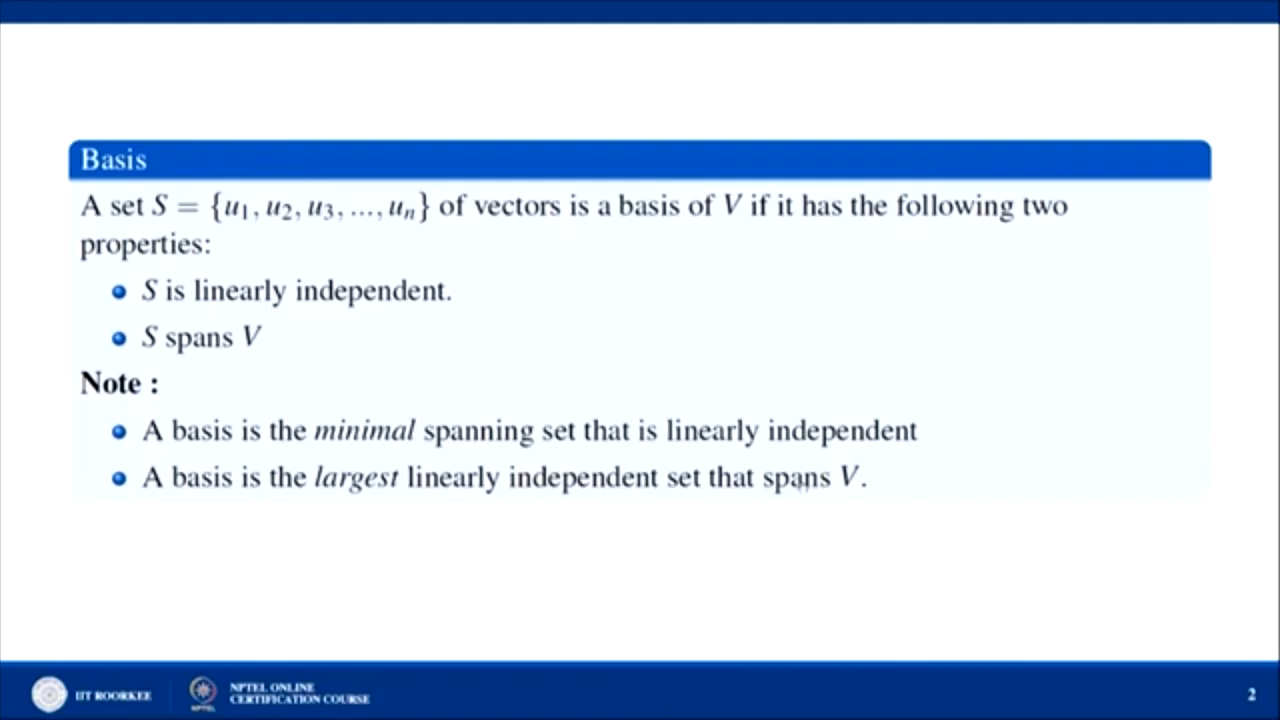 Basis
A set S = {u₁, u₂, u₃, ..., uₙ} of vectors is a basis of V if it has the following two
properties:
S is linearly independent.
S spans V
Note :
A basis is the minimal spanning set that is linearly independent
A basis is the largest linearly independent set that spans V.
IIT ROORKEE
NPTEL
NPTEL ONLINE
CERTIFICATION COURSE
2